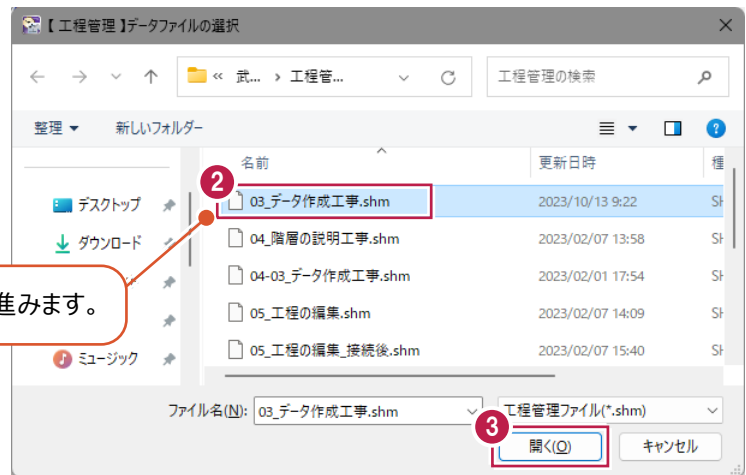 【 工程管理 】データファイルの選択
« 武... › 工程管...
工程管理の検索
整理
新しいフォルダー
名前
更新日時
種
2
デスクトップ
03_データ作成工事.shm
2023/10/13 9:22
SH
ダウンロード
04_階層の説明工事.shm
2023/02/07 13:58
SH
04-03_データ作成工事.shm
2023/02/01 17:54
SH
進みます。
05_工程の編集.shm
2023/02/07 14:09
SH
ミュージック
05_工程の編集_接続後.shm
2023/02/07 15:40
SH
ファイル名(N): 03_データ作成工事.shm
工程管理ファイル(*.shm)
3
開く(O)
キャンセル